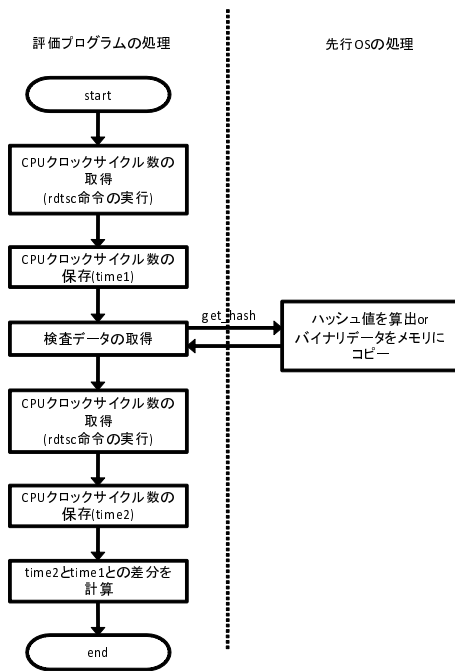 評価プログラムの処理
先行OSの処理
start
CPUクロックサイクル数の
取得
(rdtsc命令の実行)
CPUクロックサイクル数の
保存(time1)
get_hash
検査データの取得
ハッシュ値を算出or
バイナリデータをメモリに
コピー
CPUクロックサイクル数の
取得
(rdtsc命令の実行)
CPUクロックサイクル数の
保存(time2)
time2とtime1との差分を
計算
end